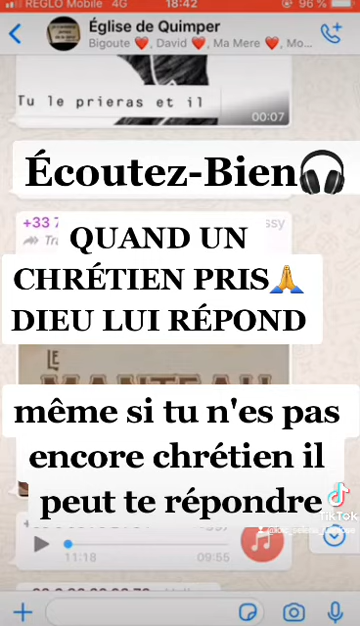 REGLO Mobile 4G 18:42 96 %
Église de Quimper
Bigoute ❤️, David ❤️, Ma Mere ❤️, Mo...
Tu le prieras et il
00:07
Écoutez-Bien🎧
+33 7
QUAND UN
CHRÉTIEN PRIS🙏
DIEU LUI RÉPOND
LE
MANTEAU
même si tu n'es pas
encore chrétien il
peut te répondre
TikTok
11:18 09:55